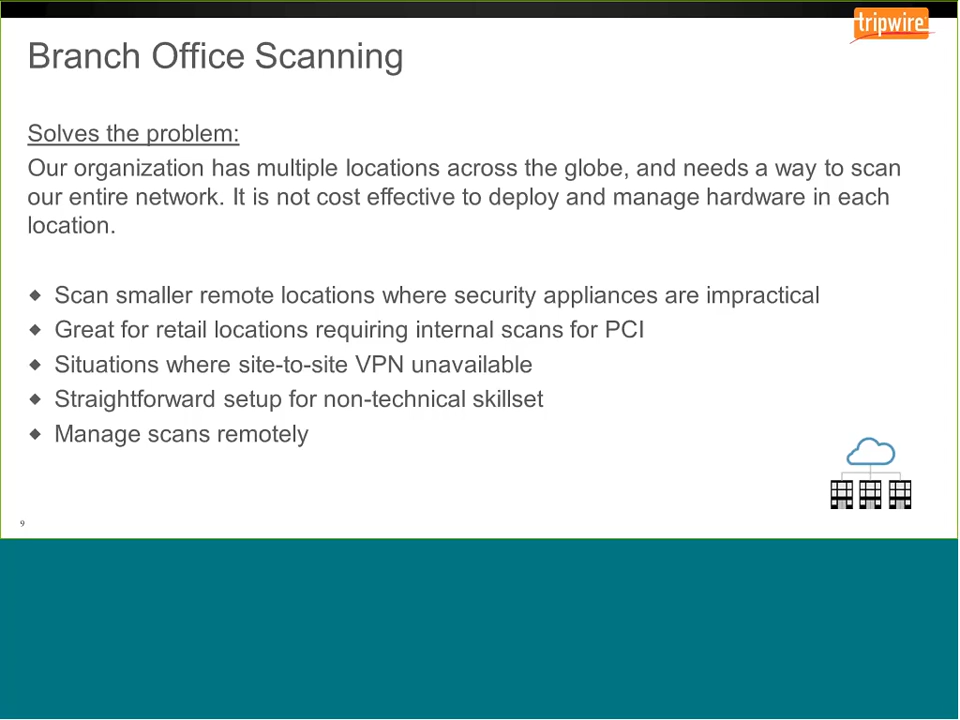 tripwire
Branch Office Scanning
Solves the problem:
Our organization has multiple locations across the globe, and needs a way to scan
our entire network. It is not cost effective to deploy and manage hardware in each
location.
Scan smaller remote locations where security appliances are impractical
Great for retail locations requiring internal scans for PCI
Situations where site-to-site VPN unavailable
Straightforward setup for non-technical skillset
Manage scans remotely
9